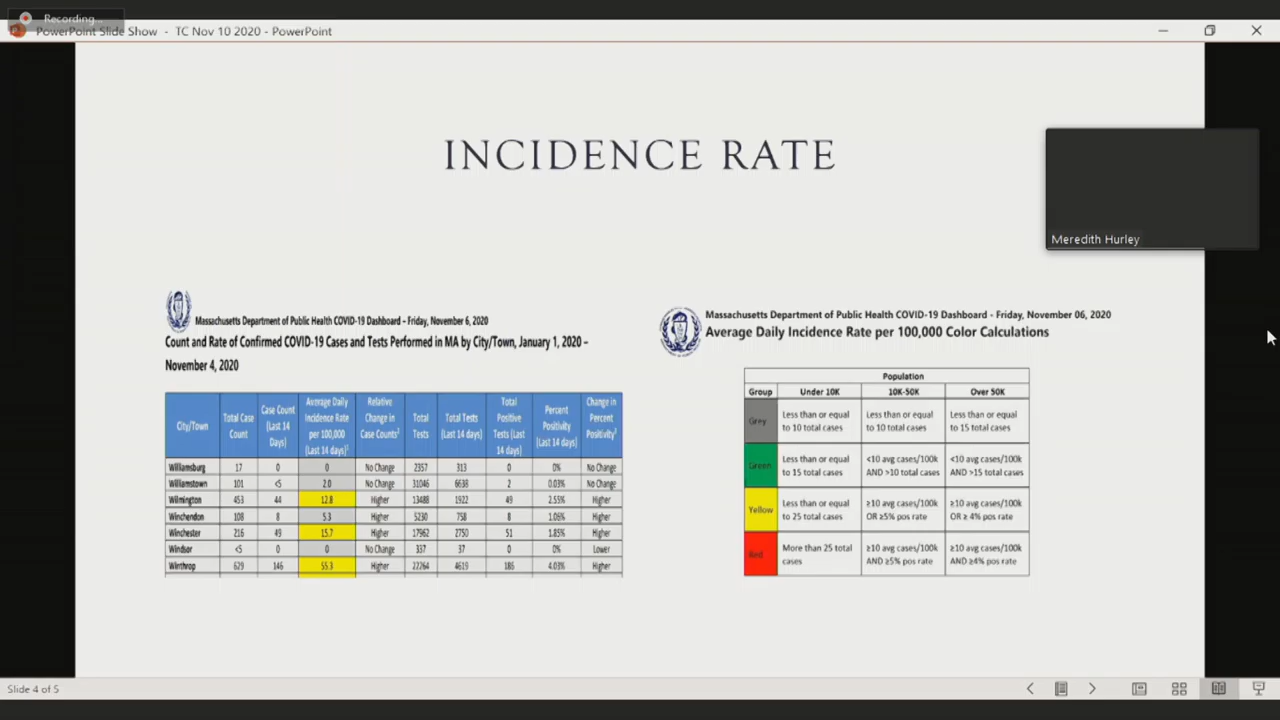 Recording...
PowerPoint Slide Show - TC Nov 10 2020 - PowerPoint
INCIDENCE RATE
Meredith Hurley
Massachusetts Department of Public Health COVID-19 Dashboard – Friday, November 6, 2020
Count and Rate of Confirmed COVID-19 Cases and Tests Performed in MA by City/Town, January 1, 2020 –
November 4, 2020
City/Town Total Case Count Case Count (Last 14 Days) Average Daily Incidence Rate per 100,000 (Last 14 days)¹ Relative Change in Case Counts² Total Tests Total Tests (Last 14 days) Total Positive Tests (Last 14 days) Percent Positivity (Last 14 days) Change in Percent Positivity³
Williamsburg 17 0 0 No Change 2357 313 0 0% No Change
Williamstown 101 <5 2.0 No Change 31046 6638 2 0.03% No Change
Wilmington 453 44 12.8 Higher 13488 1922 49 2.55% Higher
Winchendon 108 8 5.3 Higher 5230 758 8 1.06% Higher
Winchester 216 49 15.7 Higher 17962 2750 51 1.85% Higher
Windsor <5 0 0 No Change 337 37 0 0% Lower
Winthrop 629 146 55.3 Higher 22264 4619 186 4.03% Higher
Massachusetts Department of Public Health COVID-19 Dashboard - Friday, November 06, 2020
Average Daily Incidence Rate per 100,000 Color Calculations
Population
Group Under 10K 10K-50K Over 50K
Grey Less than or equal to 10 total cases Less than or equal to 10 total cases Less than or equal to 15 total cases
Green Less than or equal to 15 total cases <10 avg cases/100k AND >10 total cases <10 avg cases/100k AND >15 total cases
Yellow Less than or equal to 25 total cases ≥10 avg cases/100k OR ≥5% pos rate ≥10 avg cases/100k OR ≥ 4% pos rate
Red More than 25 total cases ≥10 avg cases/100k AND ≥5% pos rate ≥10 avg cases/100k AND ≥4% pos rate
Slide 4 of 5